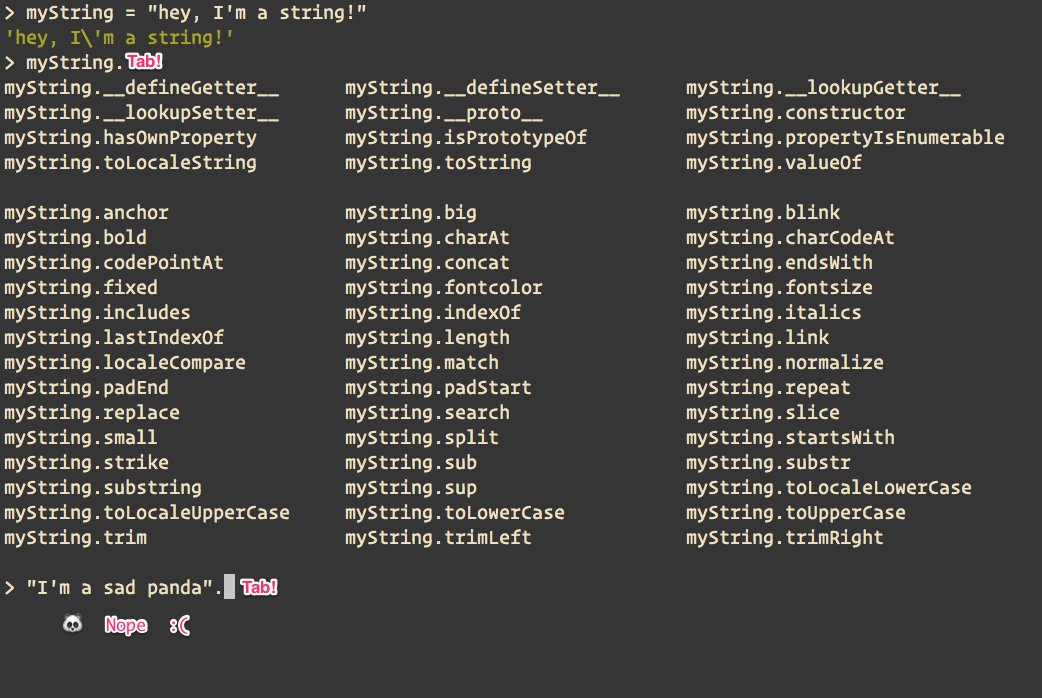 > myString = "hey, I'm a string!"
'hey, I\'m a string!'
> myString. Tab!
myString.__defineGetter__ myString.__defineSetter__ myString.__lookupGetter__
myString.__lookupSetter__ myString.__proto__ myString.constructor
myString.hasOwnProperty myString.isPrototypeOf myString.propertyIsEnumerable
myString.toLocaleString myString.toString myString.valueOf
myString.anchor myString.big myString.blink
myString.bold myString.charAt myString.charCodeAt
myString.codePointAt myString.concat myString.endsWith
myString.fixed myString.fontcolor myString.fontsize
myString.includes myString.indexOf myString.italics
myString.lastIndexOf myString.length myString.link
myString.localeCompare myString.match myString.normalize
myString.padEnd myString.padStart myString.repeat
myString.replace myString.search myString.slice
myString.small myString.split myString.startsWith
myString.strike myString.sub myString.substr
myString.substring myString.sup myString.toLocaleLowerCase
myString.toLocaleUpperCase myString.toLowerCase myString.toUpperCase
myString.trim myString.trimLeft myString.trimRight
> "I'm a sad panda". Tab!
🐼 Nope :(